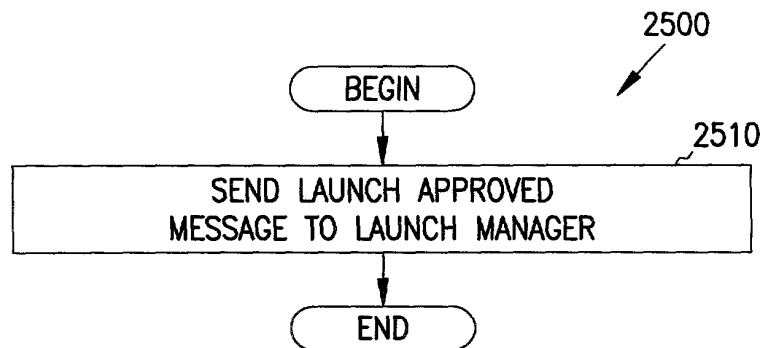 2500
BEGIN
2510
SEND LAUNCH APPROVED
MESSAGE TO LAUNCH MANAGER
END